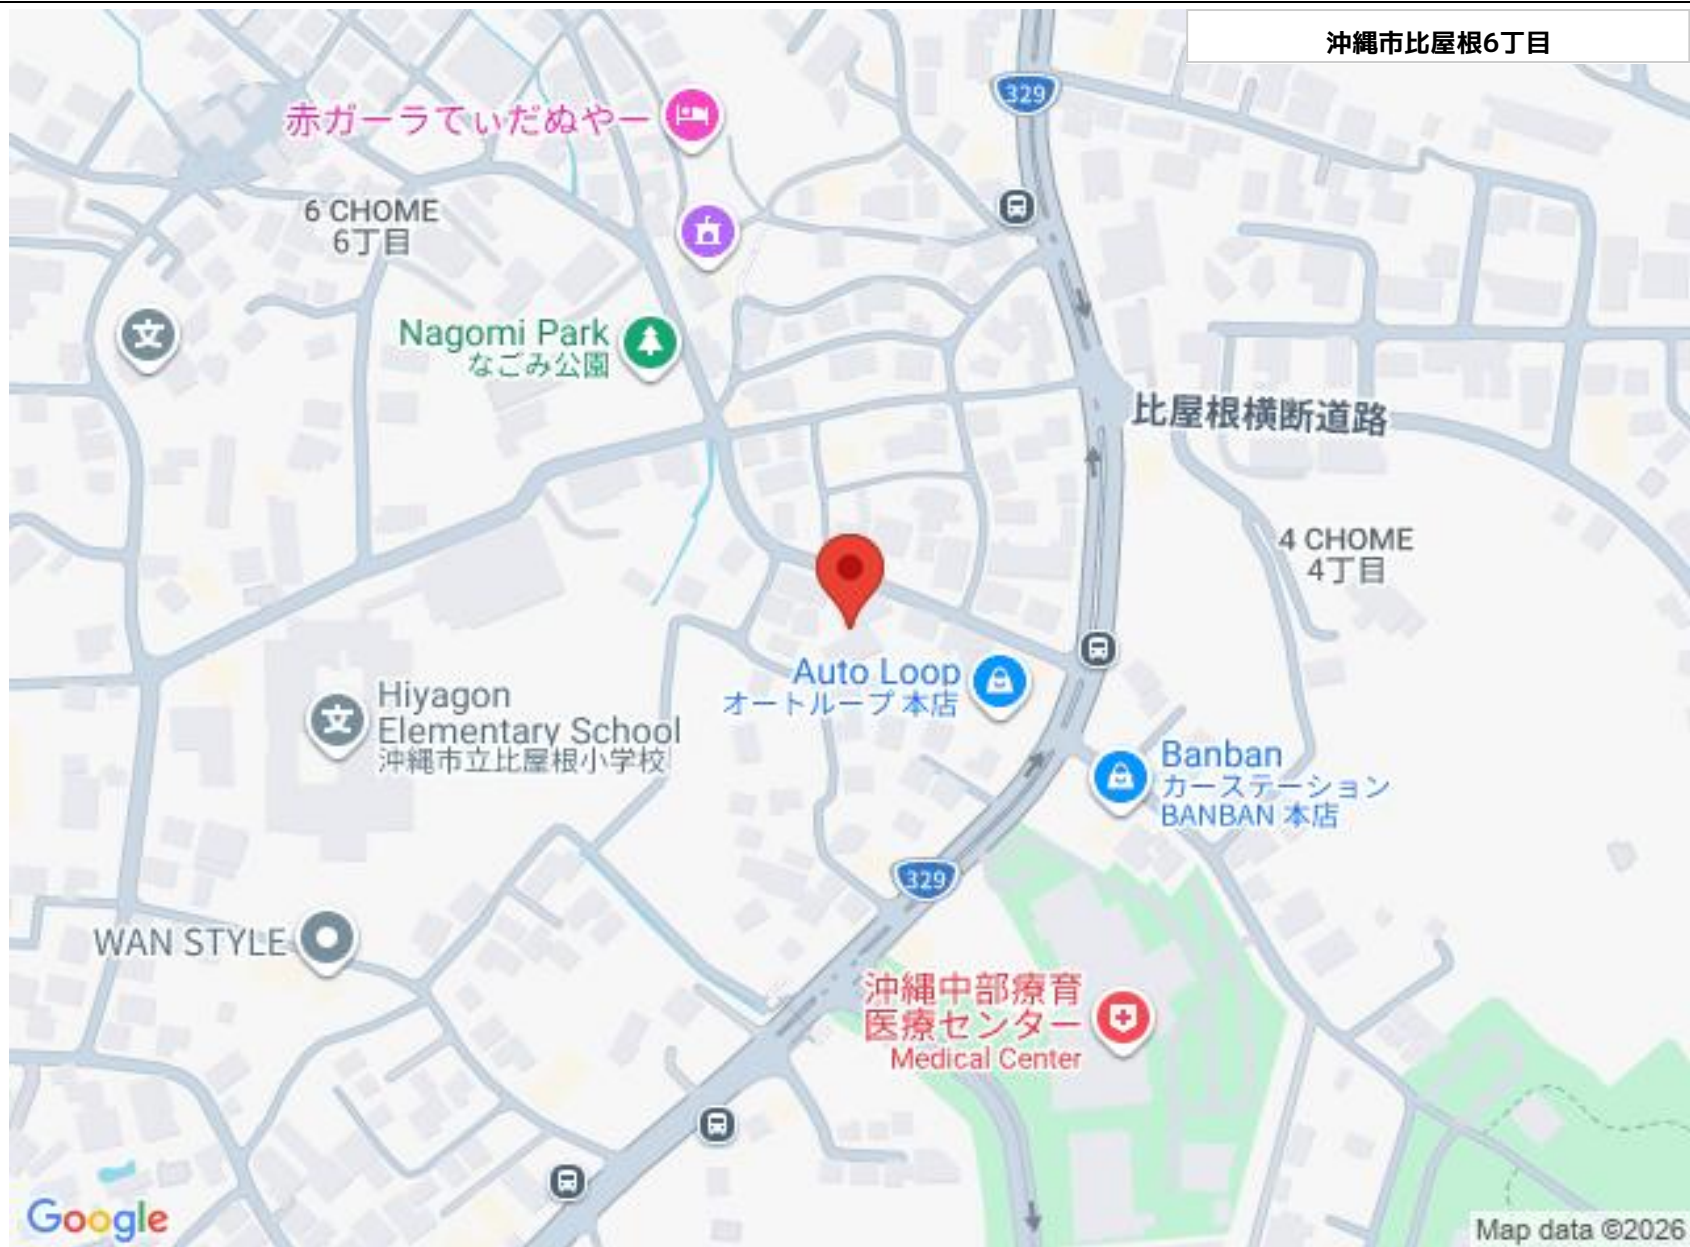 沖縄市比屋根6丁目
329
赤ガーラてぃだぬやー
6 CHOME
6丁目
Nagomi Park
なごみ公園
文
比屋根横断道路
4 CHOME
4丁目
Auto Loop
オートループ 本店
Hiyagon
Elementary School
沖縄市立比屋根小学校
文
Banban
カーステーション
BANBAN 本店
329
WAN STYLE
沖縄中部療育
医療センター
Medical Center
Google
Map data ©2026